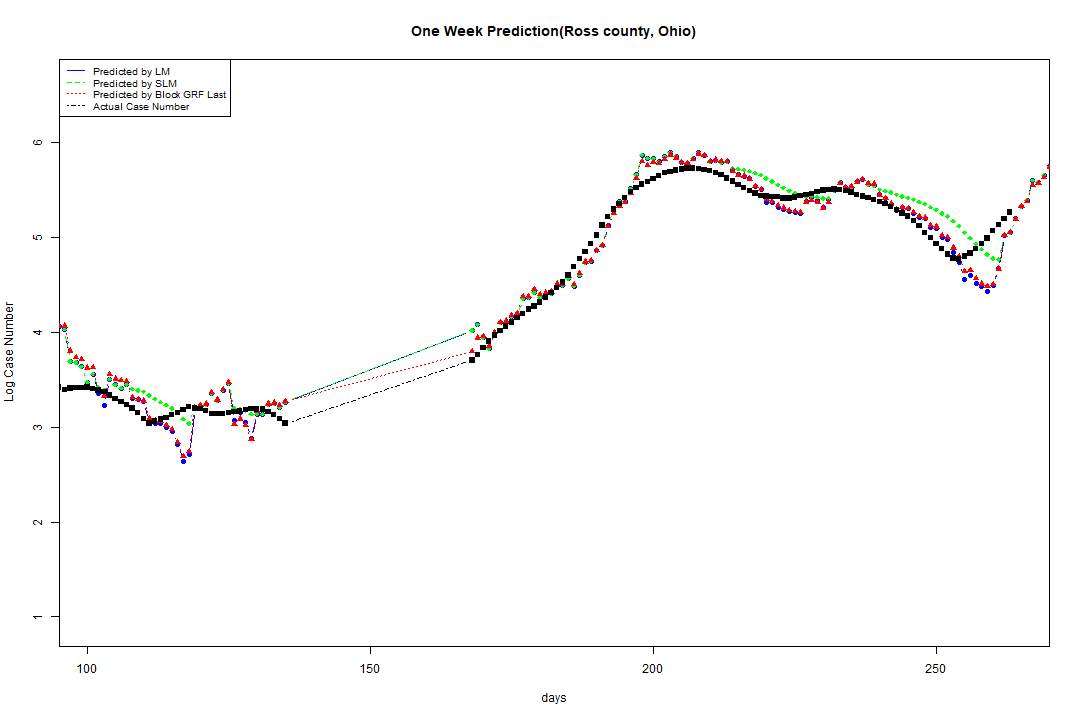 One Week Prediction(Ross county, Ohio)
Predicted by LM
Predicted by SLM
Predicted by Block GRF Last
Actual Case Number
6
5
4
3
2
1
Log Case Number
100 150 200 250
days